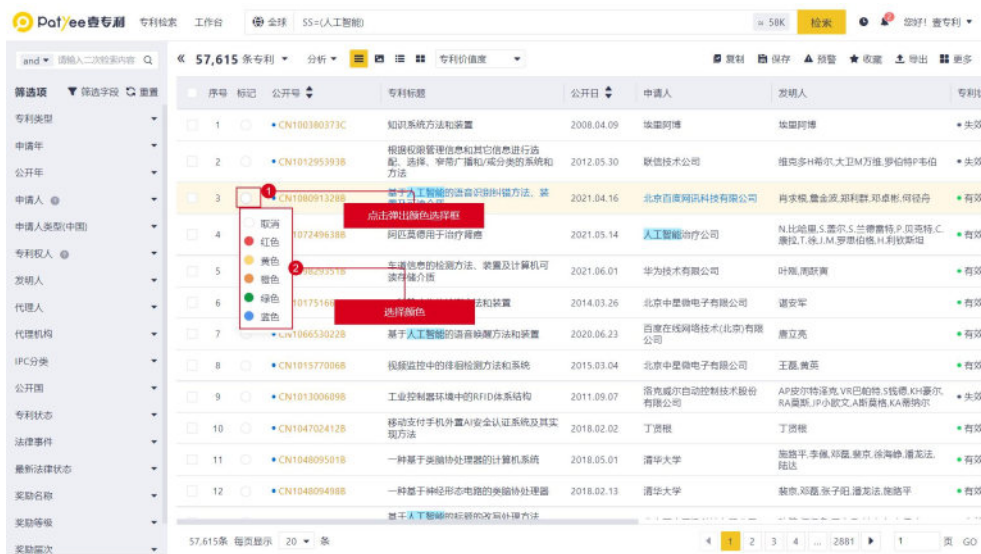 Patyee壹专利 专利检索 工作台 全球 SS=(人工智能) ≈ 58K 检索 您好! 壹专利
and 请输入二次检索内容 57,615 条专利 分析 专利价值度 复制 保存 预警 收藏 导出 更多
筛选项 筛选字段 重置 序号 标记 公开号 专利标题 公开日 申请人 发明人
专利类型
申请年
公开年
申请人
申请人类型(中国)
专利权人
发明人
代理人
代理机构
IPC分类
公开国
专利状态
法律事件
最新法律状态
奖励名称
奖励等级
奖励届次
1 CN100380373C 知识系统方法和装置 2008.04.09 埃里阿博 埃里阿博 失效
2 CN101295393B 根据权限管理信息和其它信息进行选
配、选择、窄带广播和/或分类的系统和
方法 2012.05.30 联信技术公司 维克多H希尔,大卫M万维,罗伯特P韦伯 失效
3 CN108091328B 基于人工智能的语音识别纠错方法、装
2021.04.16 北京百度网讯科技有限公司 有效
1
点击弹出颜色选择框
取消
红色
黄色
橙色
绿色
蓝色
2
选择颜色
4 107249638B 阿匹莫德用于治疗肾癌 2021.05.14 人工智能治疗公司 有效
5 车道信息的检测方法、装置及计算机可
读存储介质 2021.06.01 华为技术有限公司 有效
6 法和装置 2014.03.26 北京中星微电子有限公司 谌安军 有效
7 CN106653022B 基于人工智能的语音唤醒方法和装置 2020.06.23 百度在线网络技术(北京)有限
公司 唐立亮 有效
8 CN101577006B 视频监控中的徘徊检测方法和系统 2015.03.04 北京中星微电子有限公司 王磊,黄英 有效
9 CN101300609B 工业控制器环境中的RFID体系结构 2011.09.07 洛克威尔自动控制技术股份
有限公司 失效
10 CN104702412B 移动支付手机外置AI安全认证系统及其实
现方法 2018.02.02 丁贤根 丁贤根 有效
11 CN104809501B 一种基于类脑协处理器的计算机系统 2018.05.01 清华大学 施路平,李佩,邓磊,裴京,徐海峥,潘龙法,
陆达 有效
12 CN104809498B 一种基于神经形态电路的类脑协处理器 2018.02.13 清华大学 裴京,邓磊,张子阳,潘龙法,施路平 有效
基于人工智能的标题的改写处理方法
57,615条 每页显示 20 条 1 2 3 4 ... 2881 1 页 GO